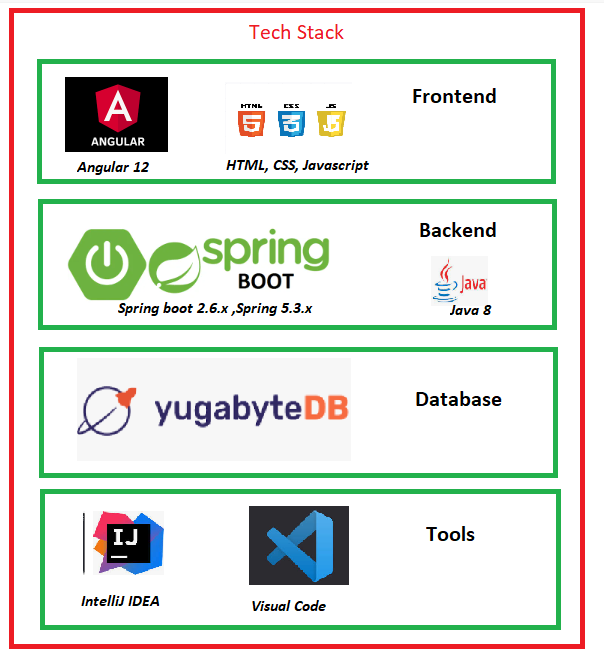 Tech Stack
Frontend
ANGULAR
HTML CSS JS
Angular 12
HTML, CSS, Javascript
Backend
spring
BOOT
Java
Spring boot 2.6.x ,Spring 5.3.x
Java 8
Database
yugabyteDB
Tools
IJ
IntelliJ IDEA
Visual Code